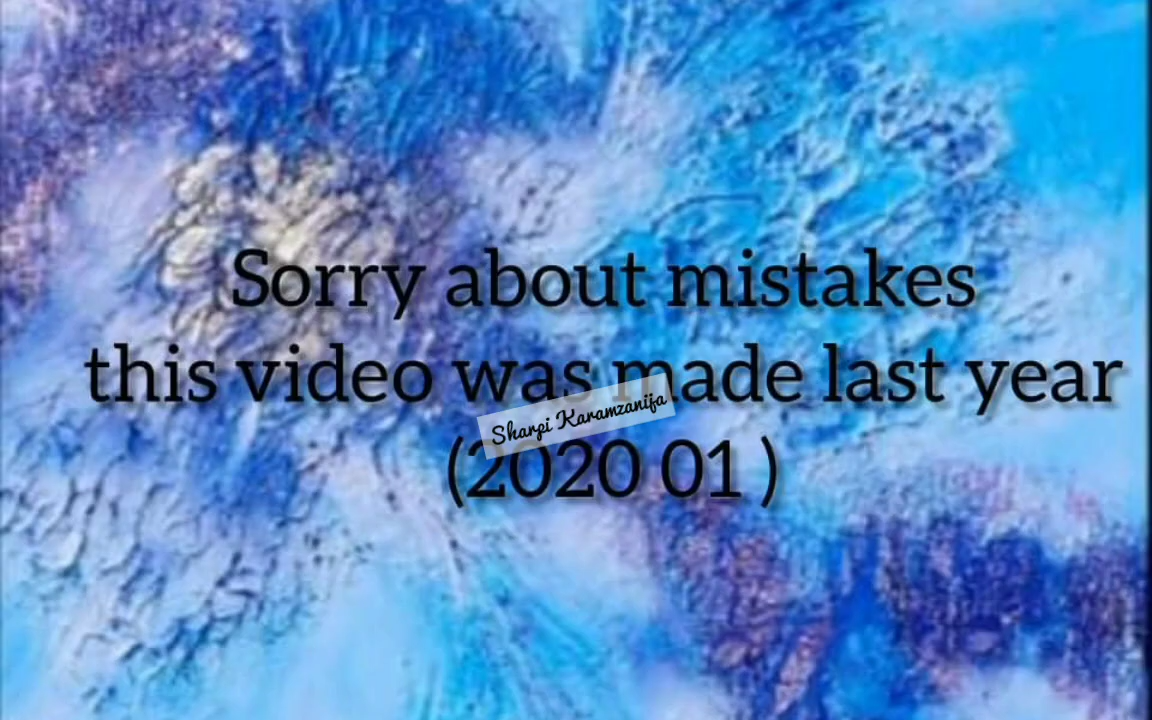 Sorry about mistakes
this video was made last year
Sharpi Karamzanija
(2020 01 )